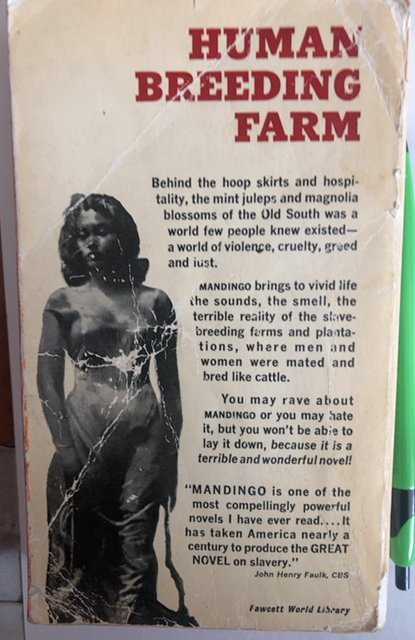 HUMAN
BREEDING
FARM
Behind the hoop skirts and hospi-
tality, the mint juleps and magnolia
blossoms of the Old South was a
world few people knew existed—
a world of violence, cruelty, greed
and lust.
MANDINGO brings to vivid life
the sounds, the smell, the
terrible reality of the slave-
breeding farms and planta-
tions, where men and
women were mated and
bred like cattle.
You may rave about
MANDINGO or you may hate
it, but you won't be able to
lay it down, because it is a
terrible and wonderful novel!
"MANDINGO is one of the
most compellingly powerful
novels I have ever read....It
has taken America nearly a
century to produce the GREAT
NOVEL on slavery."
John Henry Faulk, CBS
Fawcett World Library